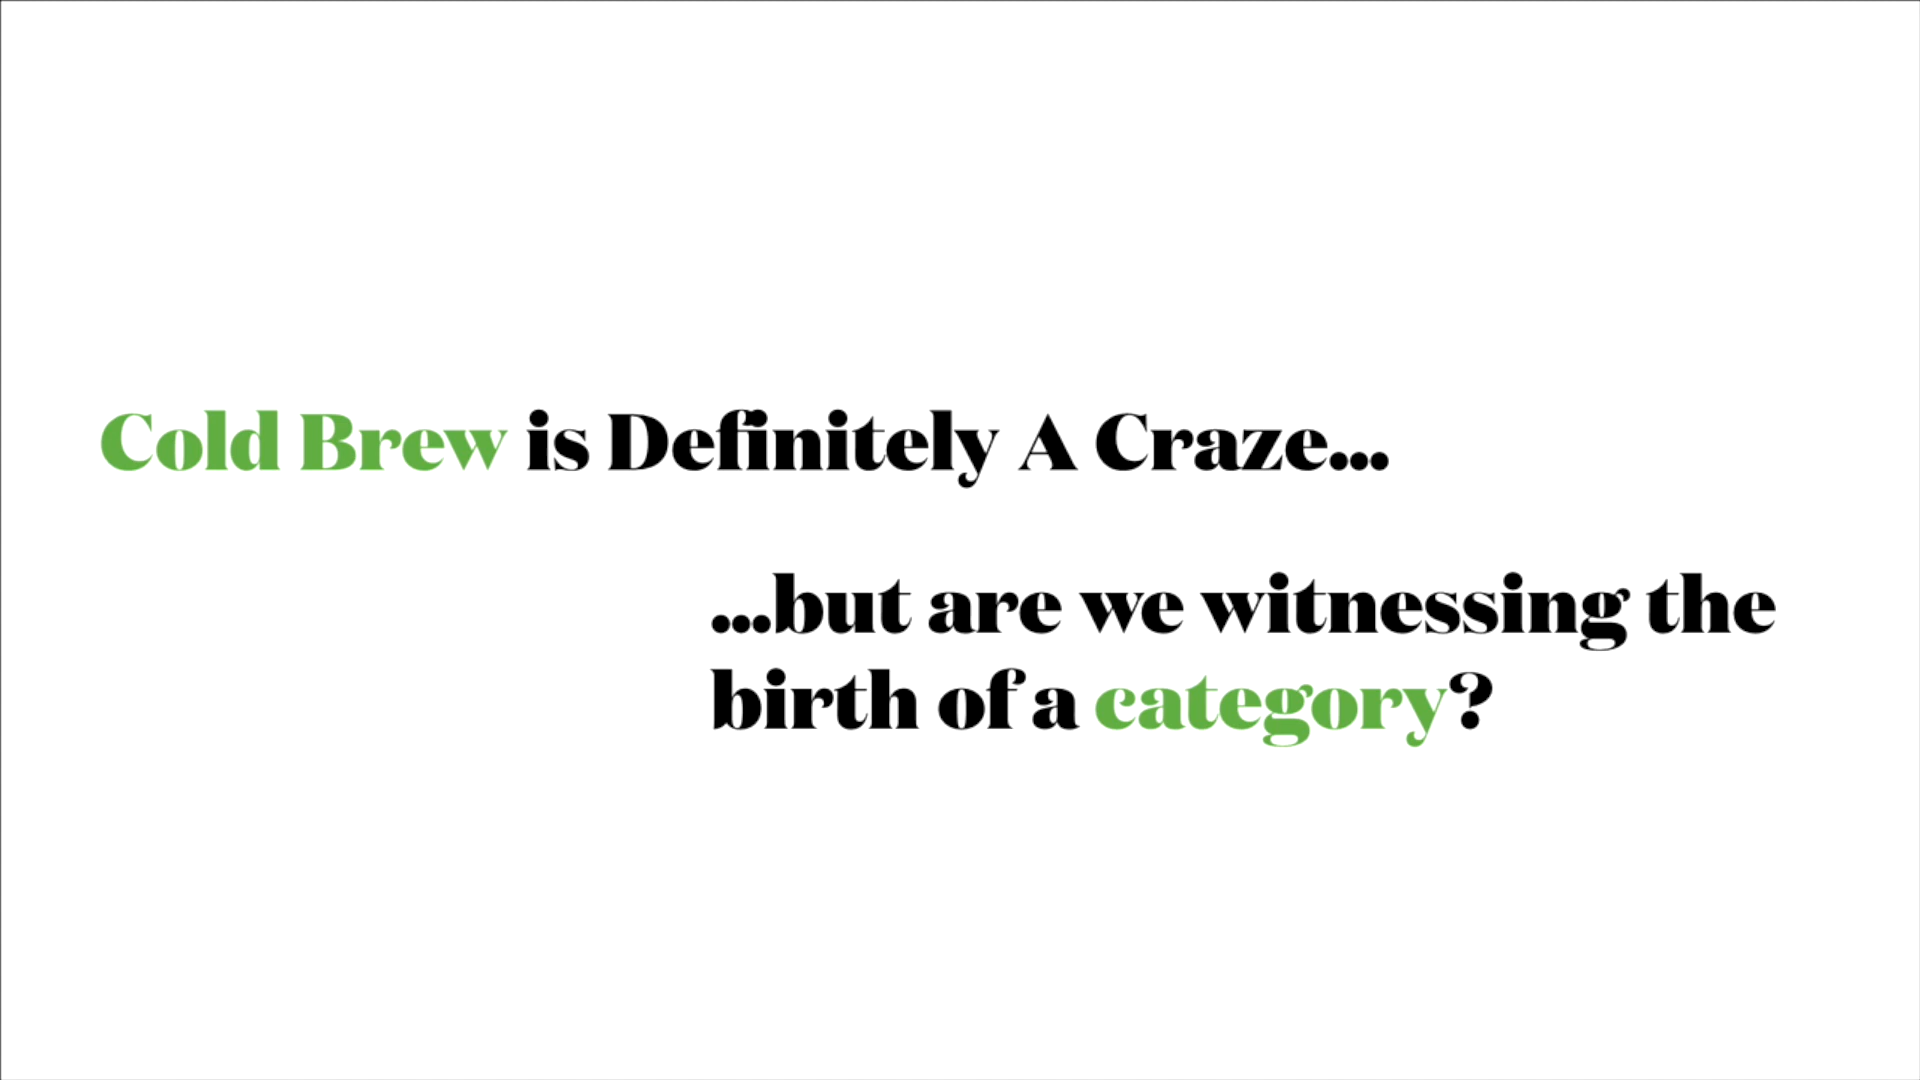 Cold Brew is Definitely A Craze...
...but are we witnessing the
birth of a category?